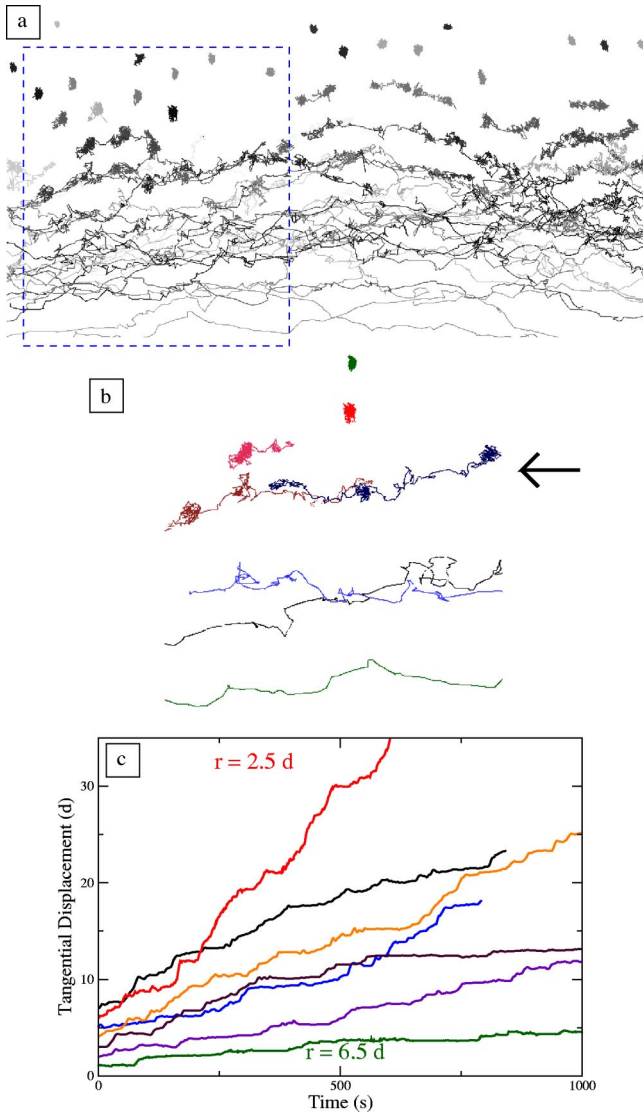 a
b
c
r = 2.5 d
30
20
10
0
Tangential Displacement (d)
r = 6.5 d
0
500
1000
Time (s)